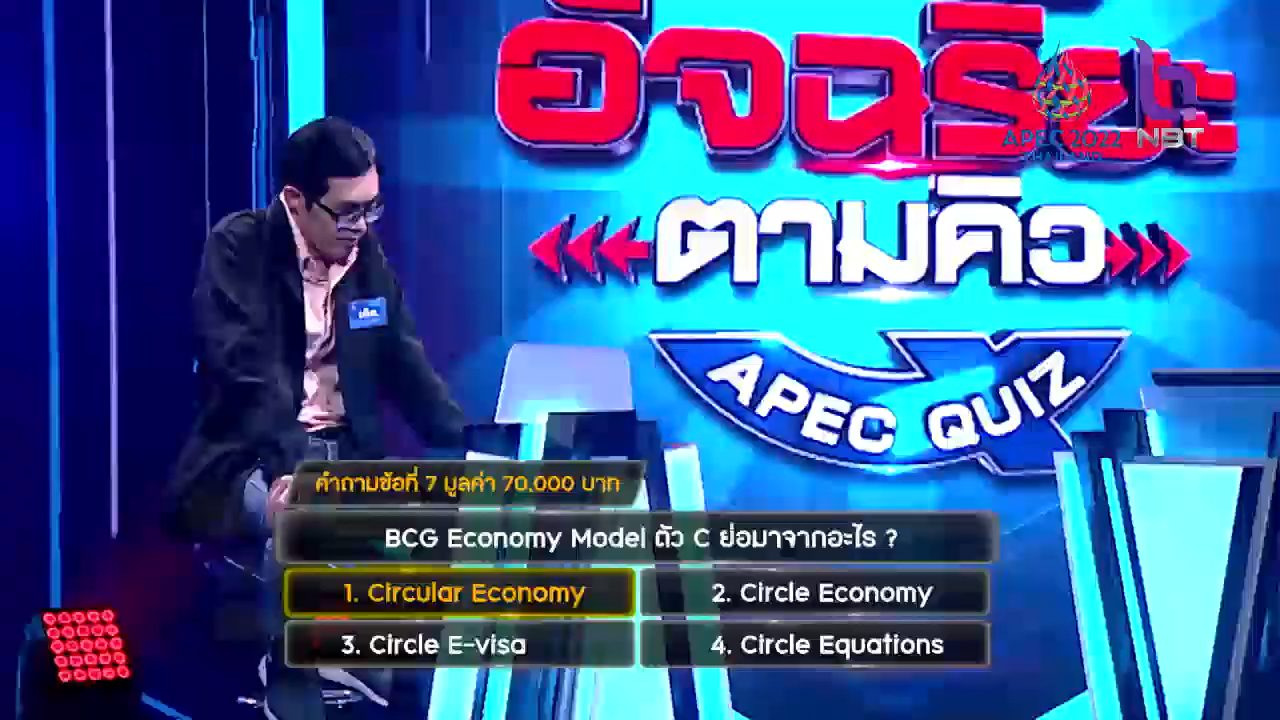 อัจฉริยะ
APEC 2022
THAILAND
NBT
ตามคิว
APEC QUIZ
คำถามข้อที่ 7 มูลค่า 70,000 บาท
BCG Economy Model ตัว C ย่อมาจากอะไร ?
1. Circular Economy
2. Circle Economy
3. Circle E-visa
4. Circle Equations